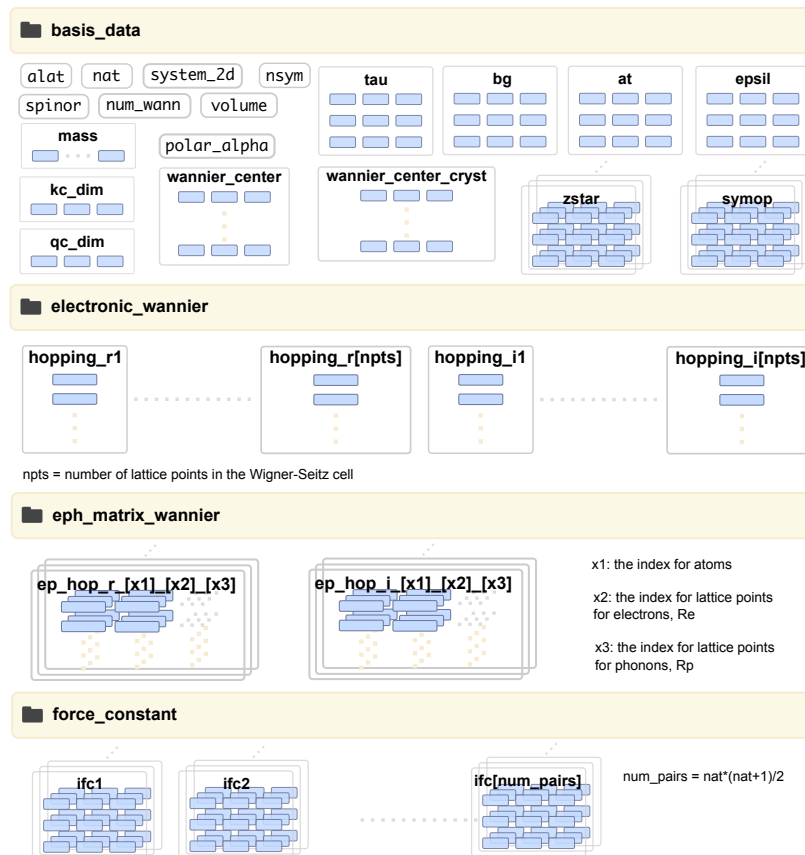 basis_data
alat nat system_2d nsym
spinor num_wann volume
polar_alpha
mass
kc_dim
qc_dim
wannier_center
wannier_center_cryst
tau
bg
at
epsil
zstar
symop
electronic_wannier
hopping_r1
hopping_r[npts]
hopping_i1
hopping_i[npts]
npts = number of lattice points in the Wigner-Seitz cell
eph_matrix_wannier
ep_hop_r_[x1]_[x2]_[x3]
ep_hop_i_[x1]_[x2]_[x3]
x1: the index for atoms
x2: the index for lattice points
for electrons, Re
x3: the index for lattice points
for phonons, Rp
force_constant
ifc1
ifc2
ifc[num_pairs]
num_pairs = nat*(nat+1)/2